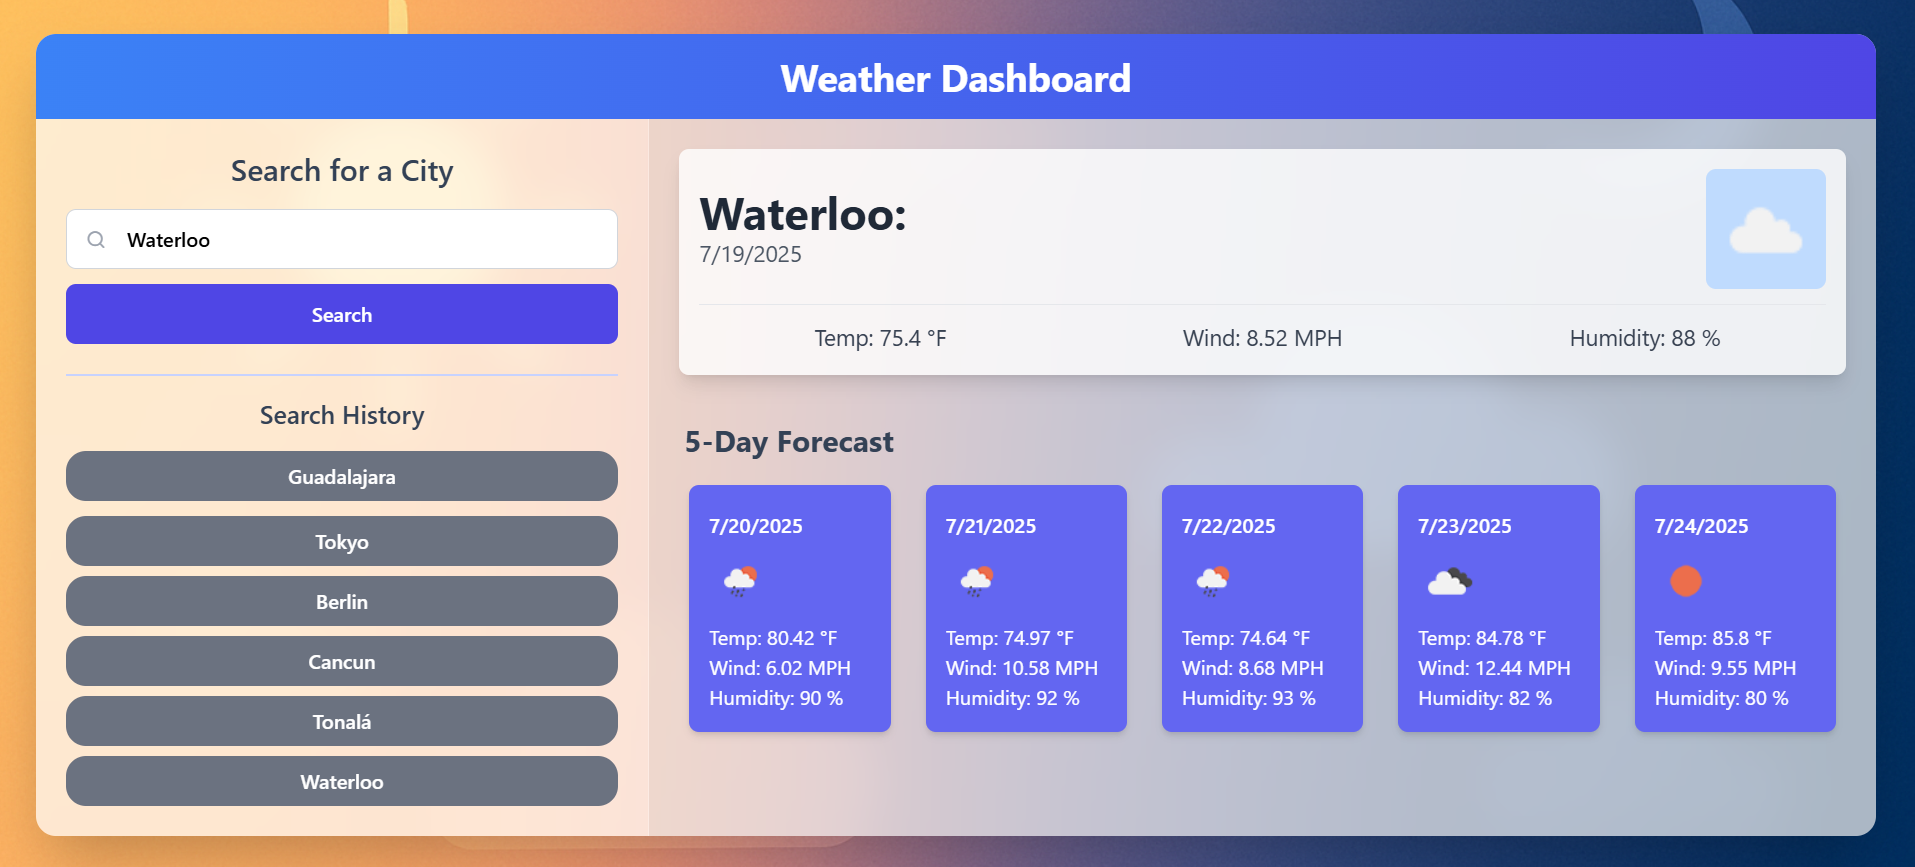 Weather Dashboard
Search for a City
Waterloo
Search
Search History
Guadalajara
Tokyo
Berlin
Cancun
Tonalá
Waterloo
Waterloo:
7/19/2025
Temp: 75.4 °F
Wind: 8.52 MPH
Humidity: 88 %
5-Day Forecast
7/20/2025
Temp: 80.42 °F
Wind: 6.02 MPH
Humidity: 90 %
7/21/2025
Temp: 74.97 °F
Wind: 10.58 MPH
Humidity: 92 %
7/22/2025
Temp: 74.64 °F
Wind: 8.68 MPH
Humidity: 93 %
7/23/2025
Temp: 84.78 °F
Wind: 12.44 MPH
Humidity: 82 %
7/24/2025
Temp: 85.8 °F
Wind: 9.55 MPH
Humidity: 80 %